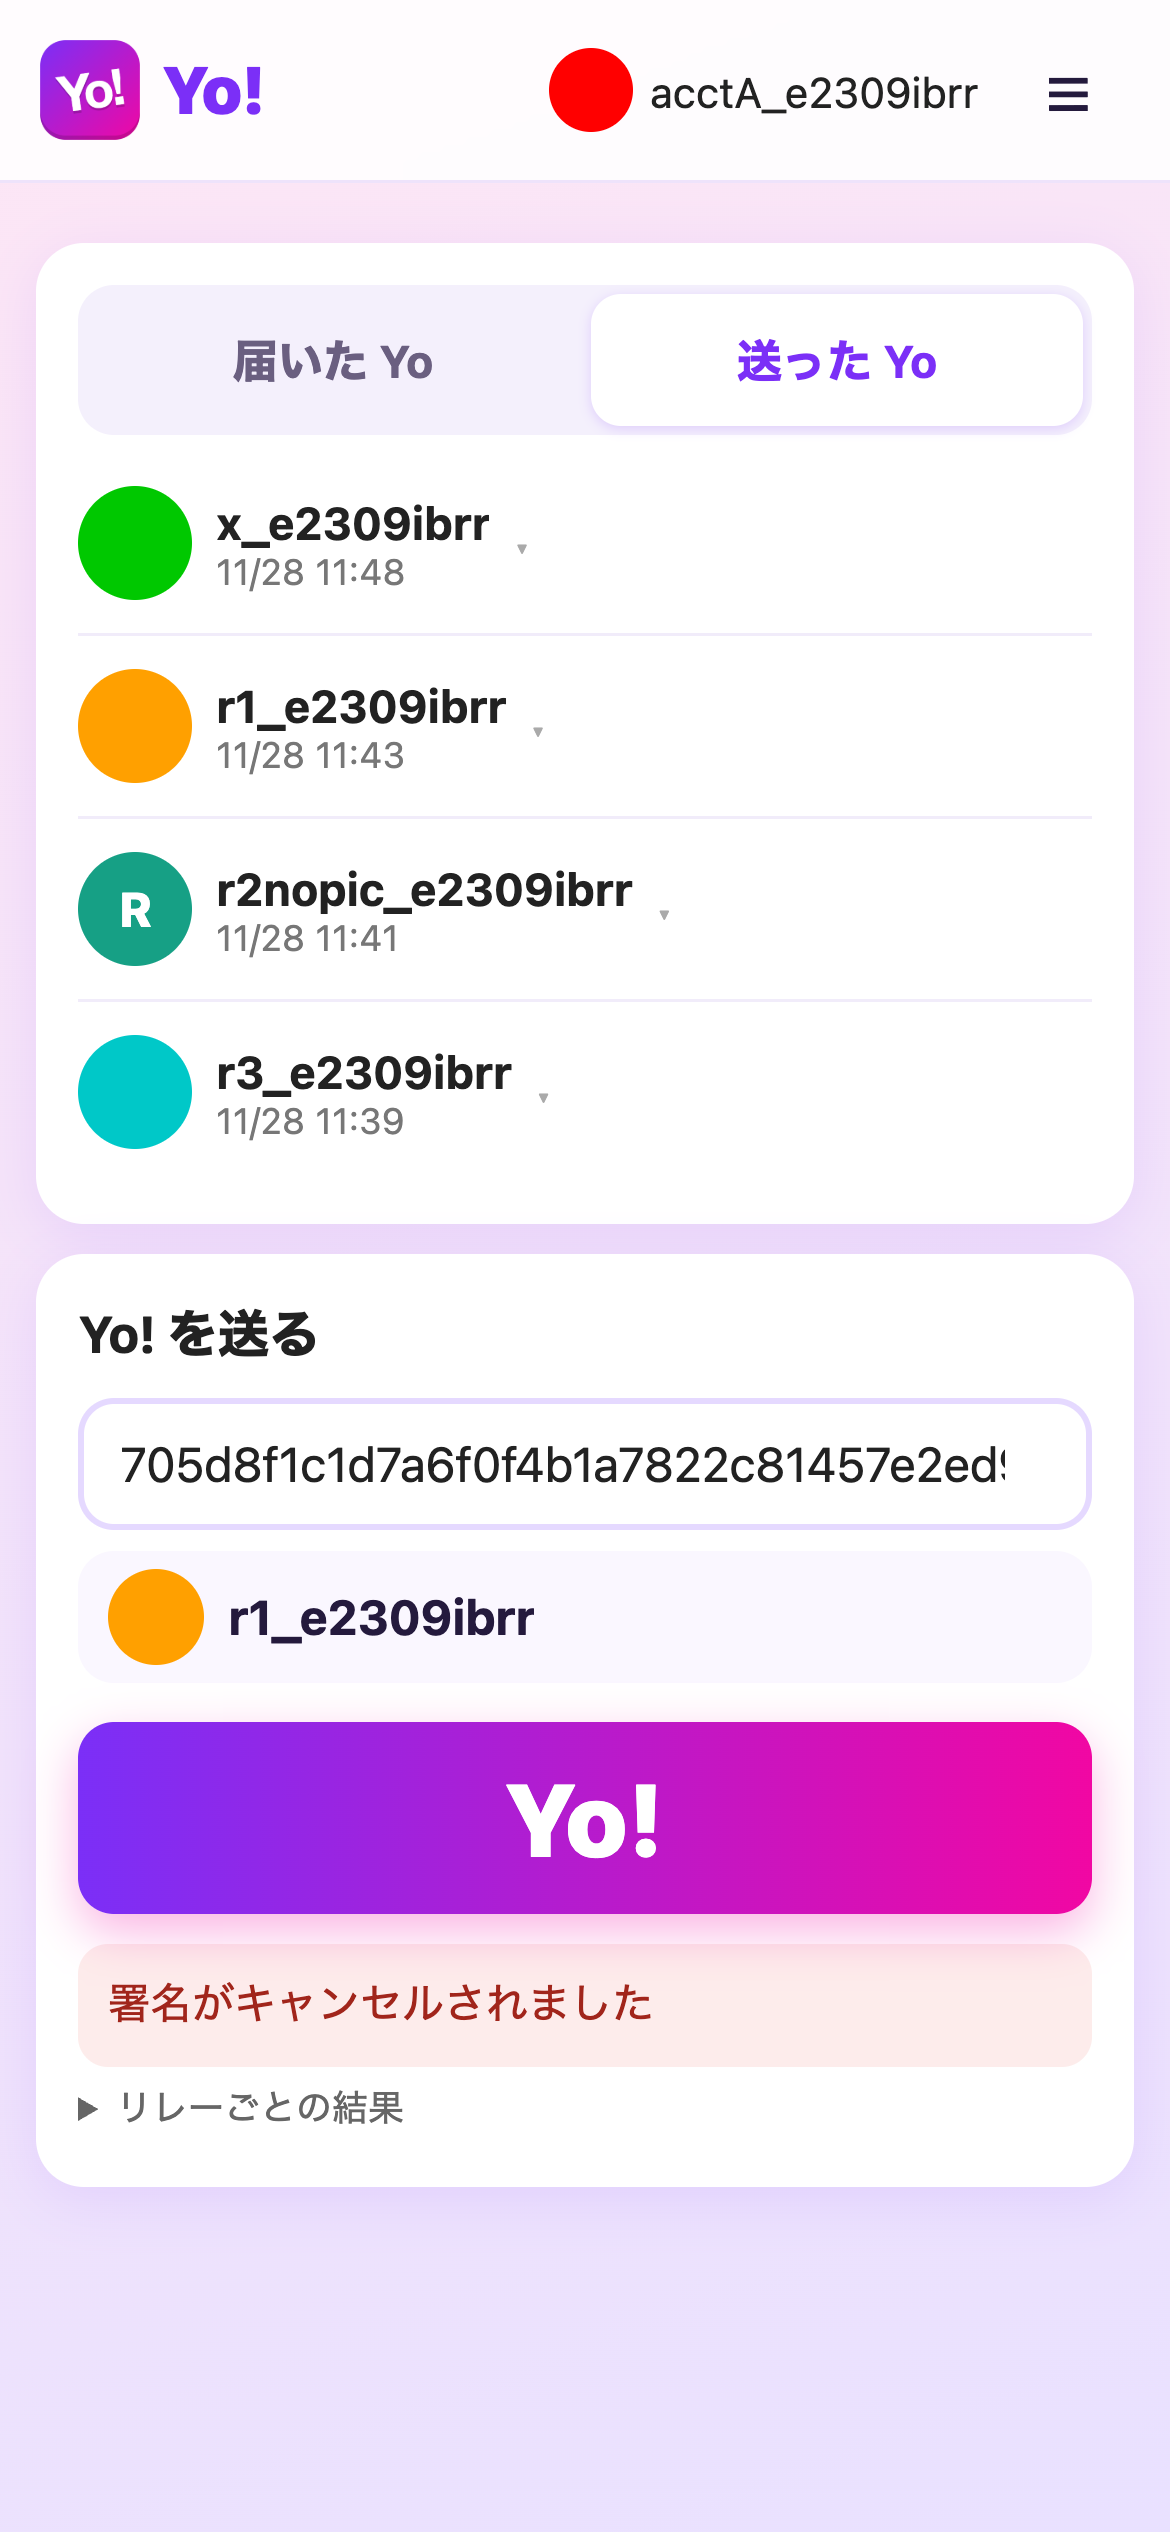 Yo! Yo! acctA_e2309ibrr
届いた Yo 送った Yo
x_e2309ibrr
11/28 11:48
r1_e2309ibrr
11/28 11:43
R r2nopic_e2309ibrr
11/28 11:41
r3_e2309ibrr
11/28 11:39
Yo! を送る
705d8f1c1d7a6f0f4b1a7822c81457e2ed9
r1_e2309ibrr
Yo!
署名がキャンセルされました
▶ リレーごとの結果